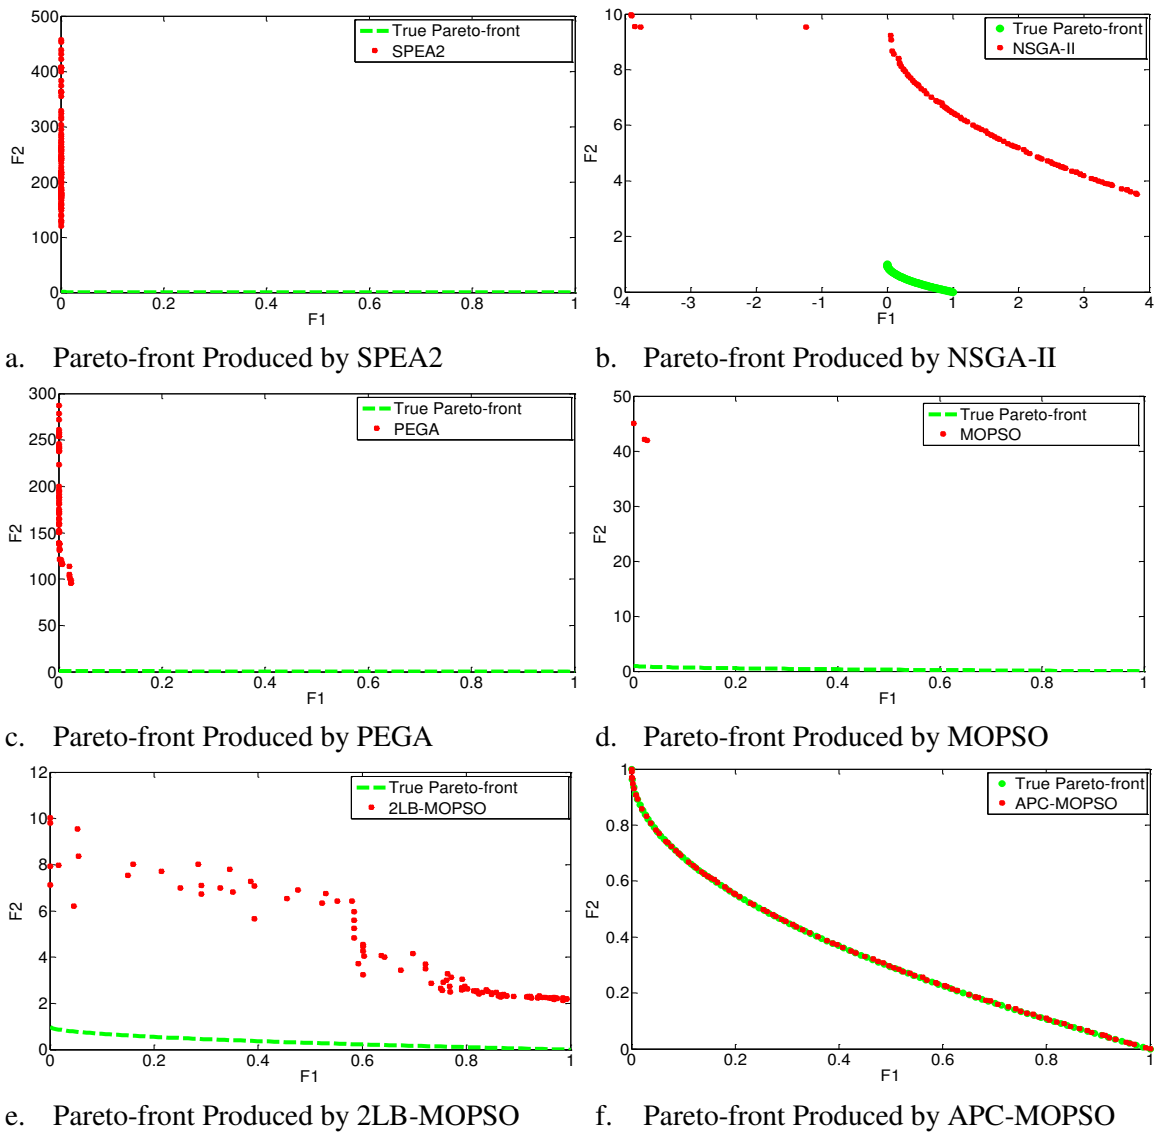 500
400
300
200
100
0
0
0.2
0.4
0.6
0.8
1
F2
F1
True Pareto-front
SPEA2
a. Pareto-front Produced by SPEA2
10
8
6
4
2
0
-4
-3
-2
-1
0
1
2
3
4
F2
F1
True Pareto-front
NSGA-II
b. Pareto-front Produced by NSGA-II
300
250
200
150
100
50
0
0
0.2
0.4
0.6
0.8
1
F2
F1
True Pareto-front
PEGA
c. Pareto-front Produced by PEGA
50
40
30
20
10
0
0
0.2
0.4
0.6
0.8
1
F2
F1
True Pareto-front
MOPSO
d. Pareto-front Produced by MOPSO
12
10
8
6
4
2
0
0
0.2
0.4
0.6
0.8
1
F2
F1
True Pareto-front
2LB-MOPSO
e. Pareto-front Produced by 2LB-MOPSO
1
0.8
0.6
0.4
0.2
0
0
0.2
0.4
0.6
0.8
1
F2
F1
True Pareto-front
APC-MOPSO
f. Pareto-front Produced by APC-MOPSO